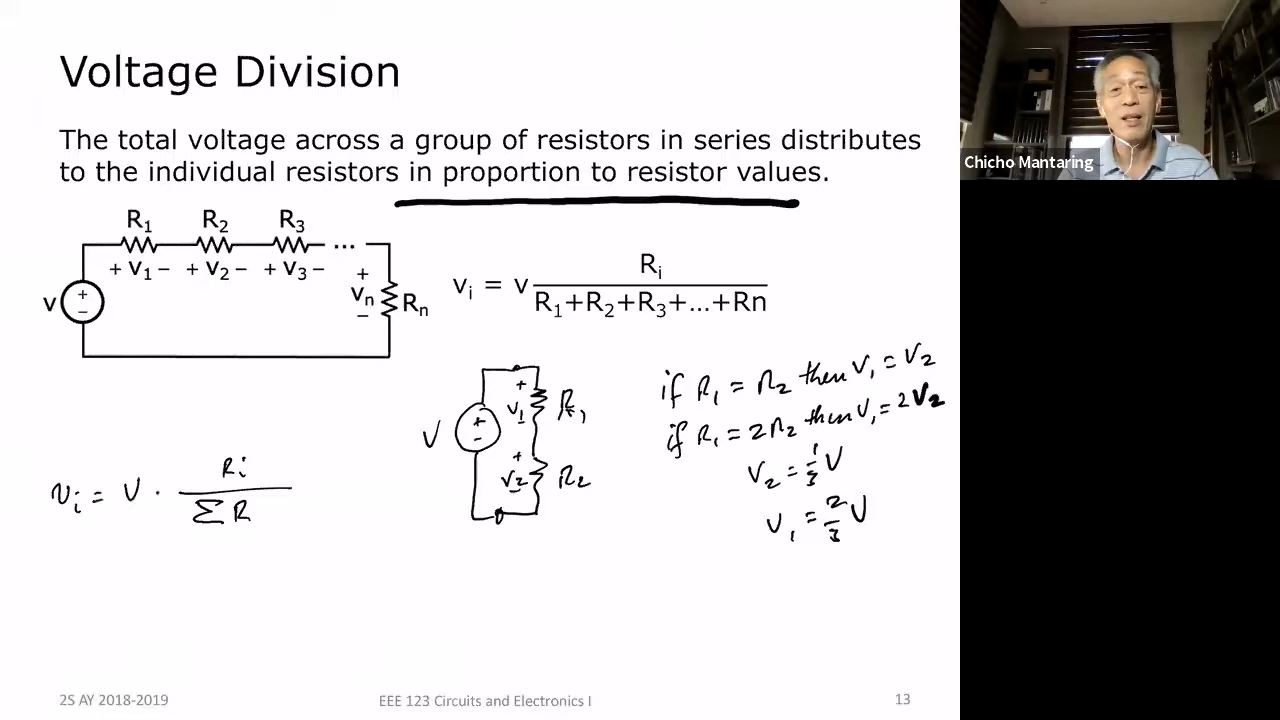 Voltage Division
The total voltage across a group of resistors in series distributes
to the individual resistors in proportion to resistor values.
Chicho Mantaring
R₁ R₂ R₃
...
+ V₁ − + V₂ − + V₃ −
v + −
+ vₙ − Rₙ
vᵢ = v Rᵢ / R₁+R₂+R₃+...+Rn
V + −
+ V₁ − R₁
+ V₂ − R₂
if R₁ = R₂ then V₁ = V₂
if R₁ = 2R₂ then V₁ = 2V₂
V₂ = 1/3 V
V₁ = 2/3 V
vᵢ = V · Rᵢ / ΣR
2S AY 2018-2019
EEE 123 Circuits and Electronics I
13